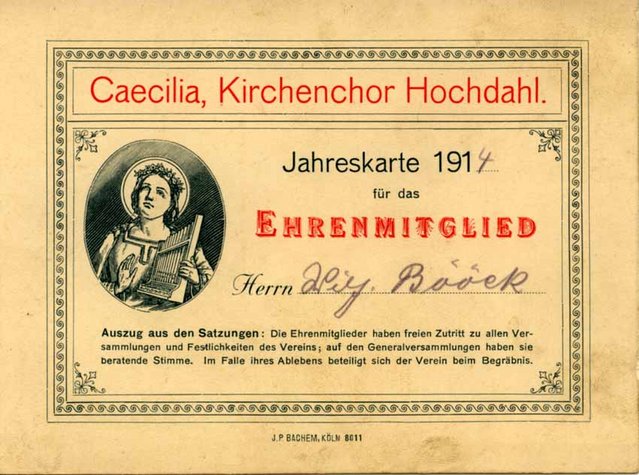 Caecilia, Kirchenchor Hochdahl.
Jahreskarte 1914
für das
EHRENMITGLIED
Herrn Böőck
Auszug aus den Satzungen: Die Ehrenmitglieder haben freien Zutritt zu allen Ver-
sammlungen und Festlichkeiten des Vereins; auf den Generalversammlungen haben sie
beratende Stimme. Im Falle ihres Ablebens beteiligt sich der Verein beim Begräbnis.
J.P. BACHEM, KÖLN 8011